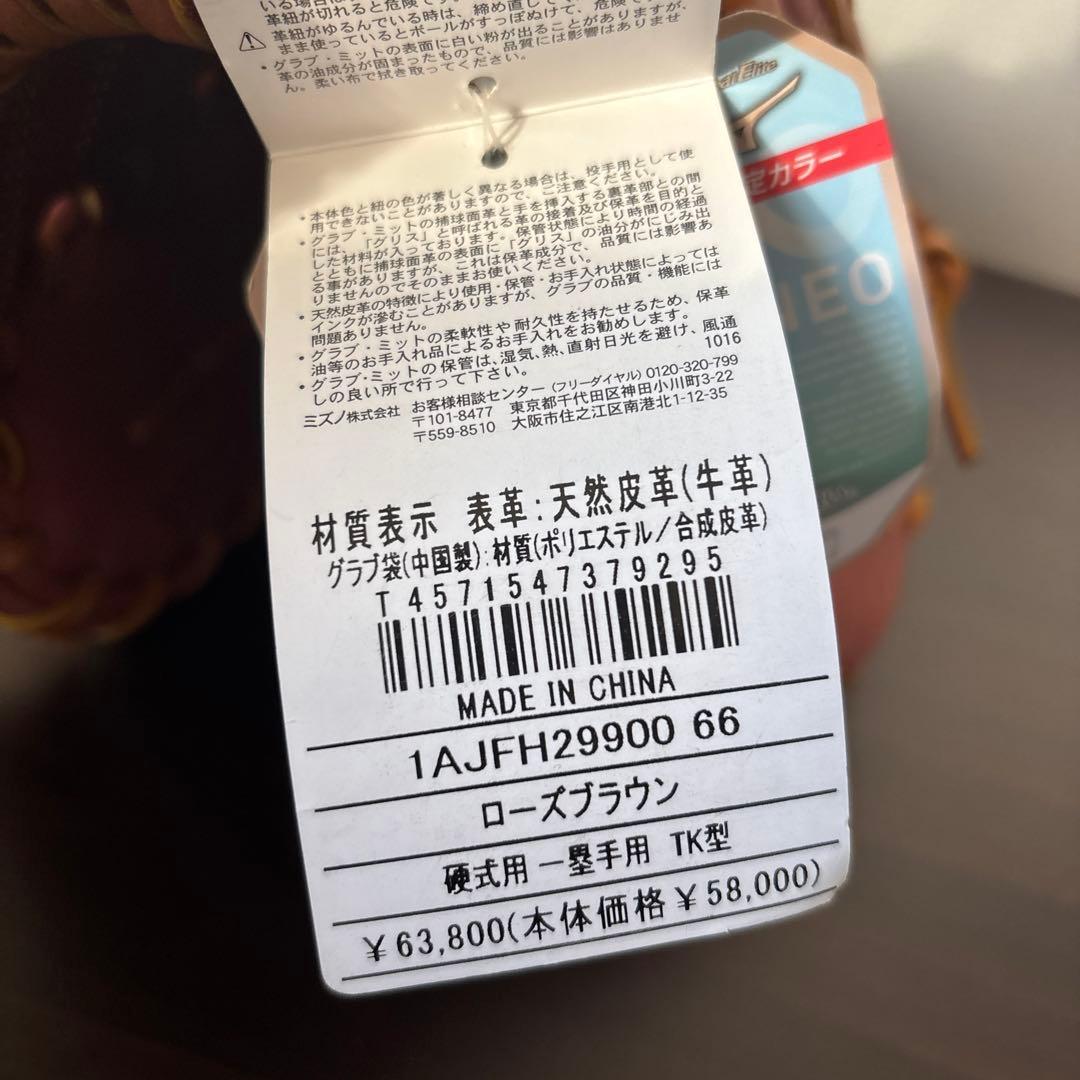 革紐が切れると危険です。
革紐がゆるんでいる時は、締め直して
まま使っているとボールがすっぽぬけて、危険です。
・グラブ・ミットの表面に白い粉が出ることがありますが、
革の油成分が固まったもので、品質には影響はありませ
ん。柔い布で拭き取ってください。
・本体色と紐の色が著しく異なる場合は、投手用として使
用できないことがありますので、ご注意ください。
・グラブ・ミットの捕球面革と手を挿入する裏革部との間
には、「グリス」と呼ばれる革の接着及び保革を目的と
した材料が入っております。保管状態により時間の経過
とともに捕球面革の表面に「グリス」の油分がにじみ出
る事がありますが、これは保革成分で、品質には影響あ
りませんのでそのままお使いください。
・天然皮革の特徴により使用・保管・お手入れ状態によっては
インクが滲むことがありますが、グラブの品質・機能には
問題ありません。
・グラブ・ミットの柔軟性や耐久性を持たせるため、保革
油等のお手入れ品によるお手入れをお勧めします。
・グラブ・ミットの保管は、湿気、熱、直射日光を避け、風通
しの良い所で行って下さい。 1016
ミズノ株式会社 お客様相談センター (フリーダイヤル) 0120-320-799
〒101-8477 東京都千代田区神田小川町3-22
〒559-8510 大阪市住之江区南港北1-12-35
材質表示 表革:天然皮革(牛革)
グラブ袋(中国製):材質(ポリエステル/合成皮革)
T 4571547379295
MADE IN CHINA
1AJFH29900 66
ローズブラウン
硬式用 一塁手用 TK型
¥63,800(本体価格¥58,000)
Elite
定カラー
NEO